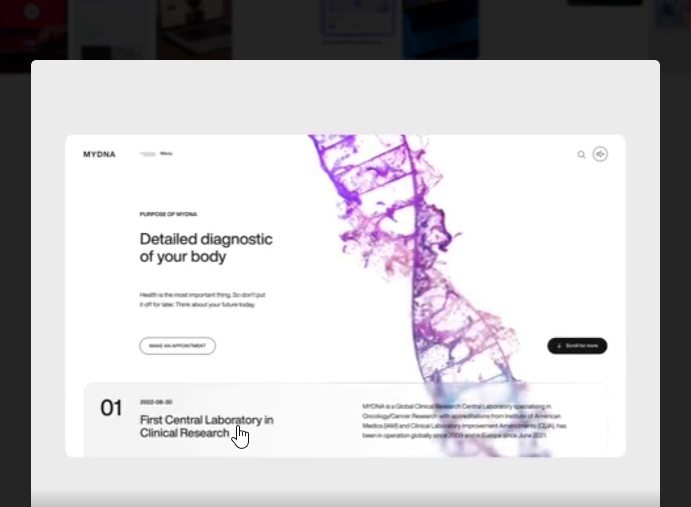 MYDNA
Menu
PURPOSE OF MYDNA
Detailed diagnostic
of your body
Health is the most important thing. So don't put
it off for later. Think about your future today.
MAKE AN APPOINTMENT
Scroll for more
01
2022-06-30
First Central Laboratory in
Clinical Research
MYDNA is a Global Clinical Research Central Laboratory specialising in
Oncology/Cancer Research with accreditations from Institute of American
Medics (IAM) and Clinical Laboratory Improvement Amendments (CLIA), has
been in operation globally since 2009 and in Europe since June 2021.